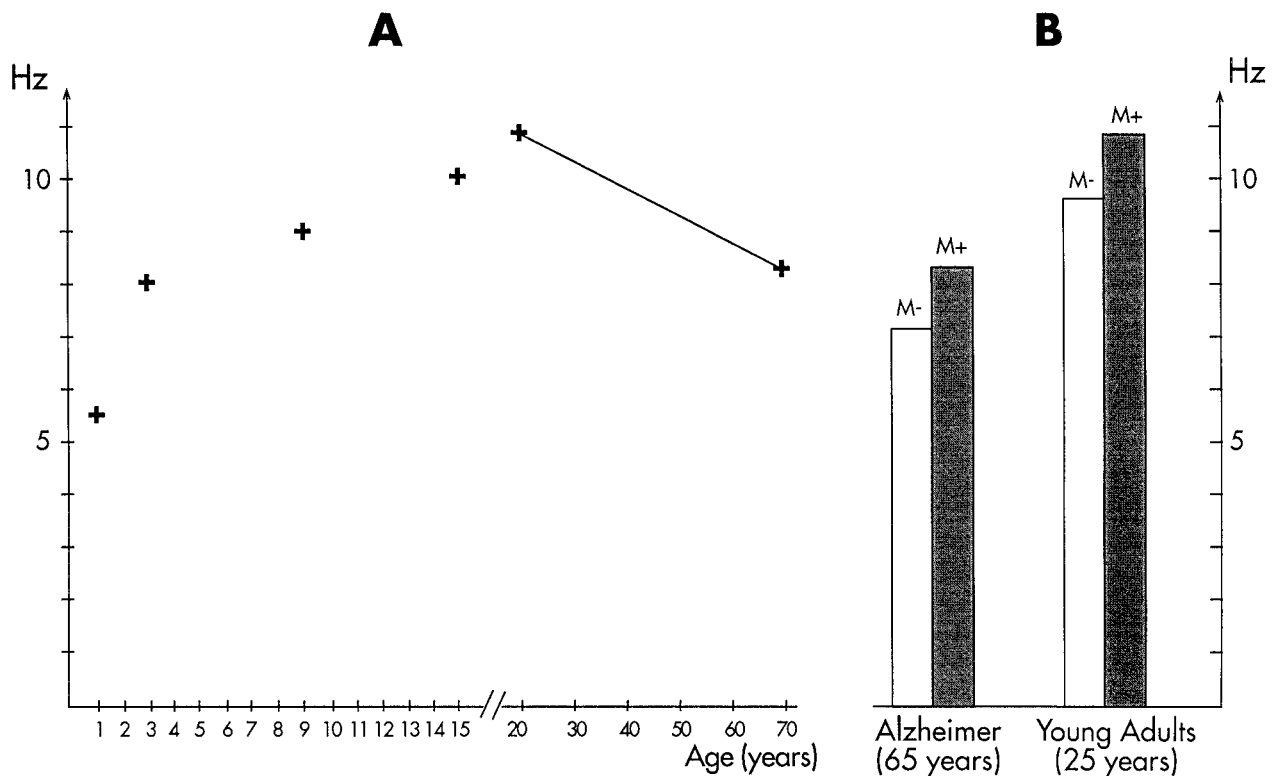 A
B
Hz
Hz
10
5
M-
M+
M-
M+
10
5
1 2 3 4 5 6 7 8 9 10 11 12 13 14 15 20 30 40 50 60 70
Age (years)
Alzheimer
(65 years)
Young Adults
(25 years)